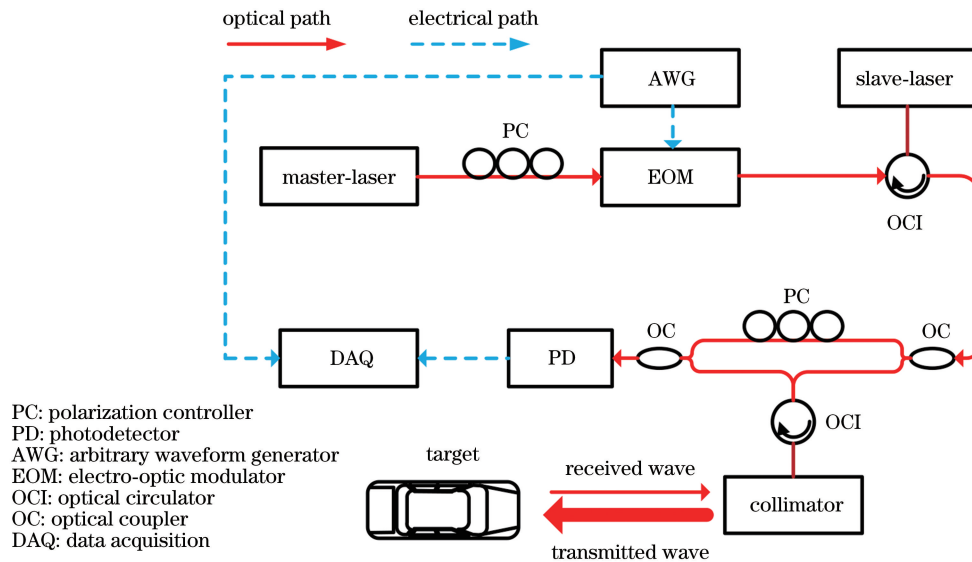 optical path
electrical path
AWG
slave-laser
PC
master-laser
EOM
OCI
PC
OC
OC
DAQ
PD
OCI
PC: polarization controller
PD: photodetector
AWG: arbitrary waveform generator
EOM: electro-optic modulator
OCI: optical circulator
OC: optical coupler
DAQ: data acquisition
target
received wave
collimator
transmitted wave